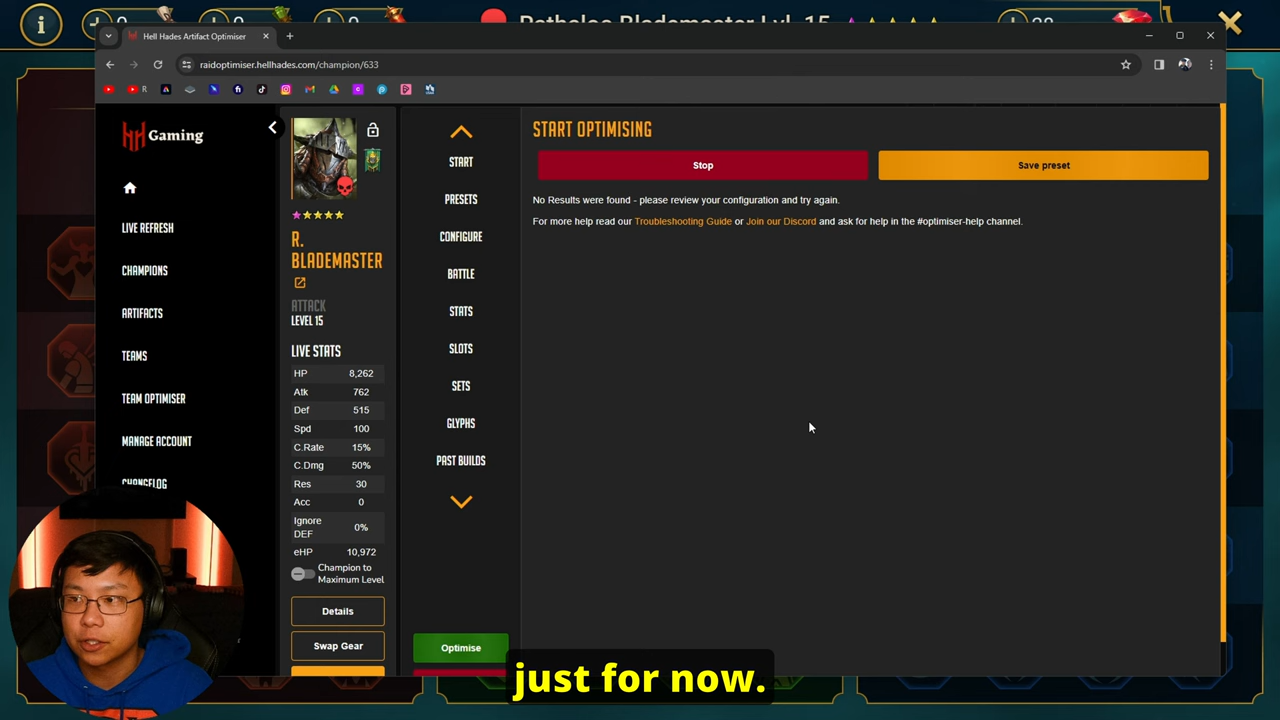 Hell Hades Artifact Optimiser
raidoptimiser.hellhades.com/champion/633
R
Gaming
LIVE REFRESH
CHAMPIONS
ARTIFACTS
TEAMS
TEAM OPTIMISER
MANAGE ACCOUNT
CHANGELOG
R.
BLADEMASTER
ATTACK
LEVEL 15
LIVE STATS
HP 8,262
Atk 762
Def 515
Spd 100
C.Rate 15%
C.Dmg 50%
Res 30
Acc 0
Ignore
DEF 0%
eHP 10,972
Champion to
Maximum Level
Details
Swap Gear
START
PRESETS
CONFIGURE
BATTLE
STATS
SLOTS
SETS
GLYPHS
PAST BUILDS
Optimise
START OPTIMISING
Stop
Save preset
No Results were found - please review your configuration and try again.
For more help read our Troubleshooting Guide or Join our Discord and ask for help in the #optimiser-help channel.
just for now.